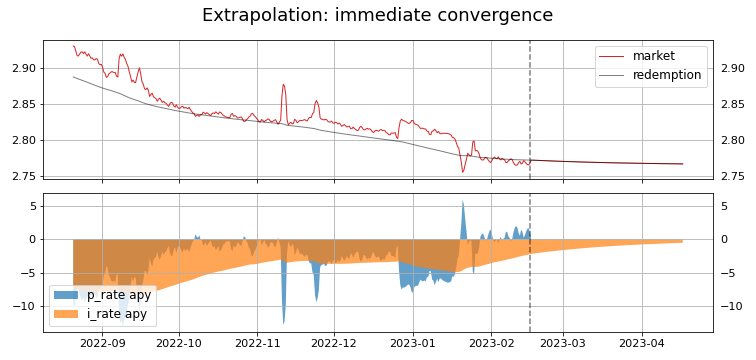 Extrapolation: immediate convergence
market
redemption
2.90 2.90
2.85 2.85
2.80 2.80
2.75 2.75
5 5
0 0
−5 −5
−10 −10
p_rate apy
i_rate apy
2022-09 2022-10 2022-11 2022-12 2023-01 2023-02 2023-03 2023-04